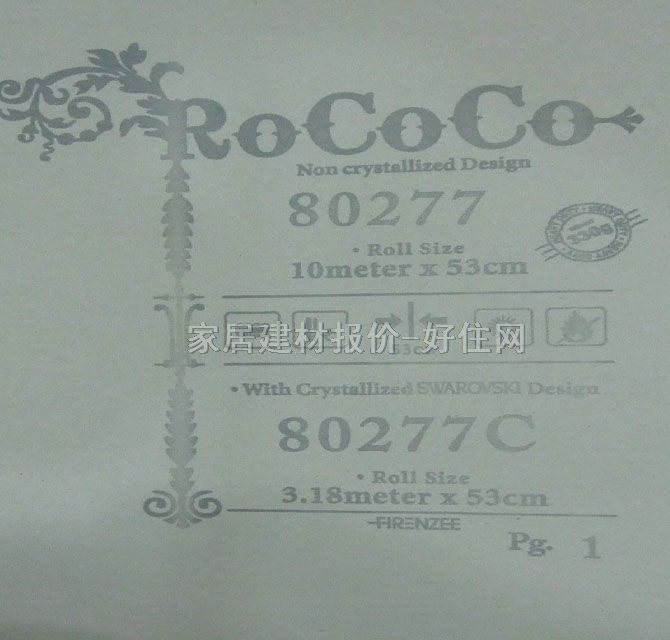 RoCoCo
Non crystallized Design
80277
• Roll Size
10meter x 53cm
家居建材报价-好住网
• With Crystallized SWAROVSKI Design
80277C
• Roll Size
3.18meter x 53cm
FIRENZEE
Pg. 1